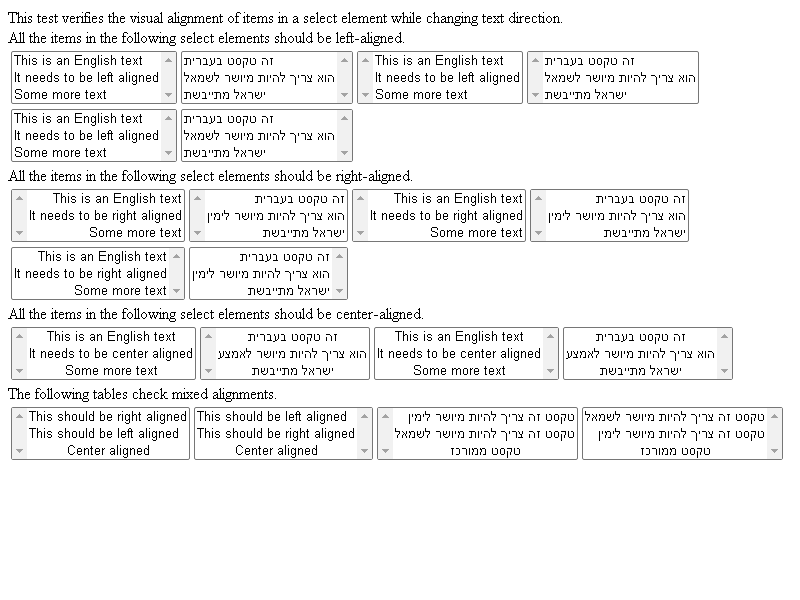 This test verifies the visual alignment of items in a select element while changing text direction.
All the items in the following select elements should be left-aligned.
This is an English text
It needs to be left aligned
Some more text
זה טקסט בעברית
הוא צריך להיות מיושר לשמאל
ישראל מתייבשת
This is an English text
It needs to be left aligned
Some more text
זה טקסט בעברית
הוא צריך להיות מיושר לשמאל
ישראל מתייבשת
This is an English text
It needs to be left aligned
Some more text
זה טקסט בעברית
הוא צריך להיות מיושר לשמאל
ישראל מתייבשת
All the items in the following select elements should be right-aligned.
This is an English text
It needs to be right aligned
Some more text
זה טקסט בעברית
הוא צריך להיות מיושר לימין
ישראל מתייבשת
This is an English text
It needs to be right aligned
Some more text
זה טקסט בעברית
הוא צריך להיות מיושר לימין
ישראל מתייבשת
This is an English text
It needs to be right aligned
Some more text
זה טקסט בעברית
הוא צריך להיות מיושר לימין
ישראל מתייבשת
All the items in the following select elements should be center-aligned.
This is an English text
It needs to be center aligned
Some more text
זה טקסט בעברית
הוא צריך להיות מיושר לאמצע
ישראל מתייבשת
This is an English text
It needs to be center aligned
Some more text
זה טקסט בעברית
הוא צריך להיות מיושר לאמצע
ישראל מתייבשת
The following tables check mixed alignments.
This should be right aligned
This should be left aligned
Center aligned
This should be left aligned
This should be right aligned
Center aligned
טקסט זה צריך להיות מיושר לימין
טקסט זה צריך להיות מיושר לשמאל
טקסט ממורכז
טקסט זה צריך להיות מיושר לשמאל
טקסט זה צריך להיות מיושר לימין
טקסט ממורכז